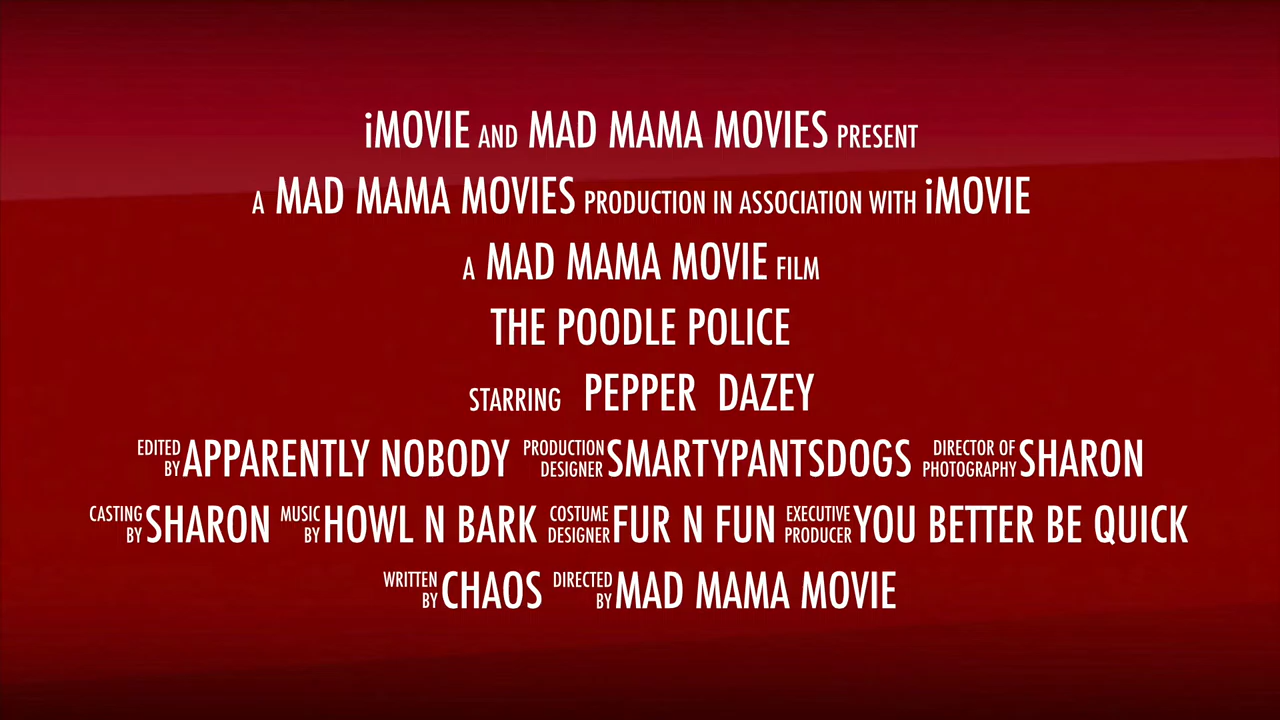 iMOVIE AND MAD MAMA MOVIES PRESENT
A MAD MAMA MOVIES PRODUCTION IN ASSOCIATION WITH iMOVIE
A MAD MAMA MOVIE FILM
THE POODLE POLICE
STARRING PEPPER DAZEY
EDITED BY APPARENTLY NOBODY PRODUCTION DESIGNER SMARTYPANTSDOGS DIRECTOR OF PHOTOGRAPHY SHARON
CASTING BY SHARON MUSIC BY HOWL N BARK COSTUME DESIGNER FUR N FUN EXECUTIVE PRODUCER YOU BETTER BE QUICK
WRITTEN BY CHAOS DIRECTED BY MAD MAMA MOVIE